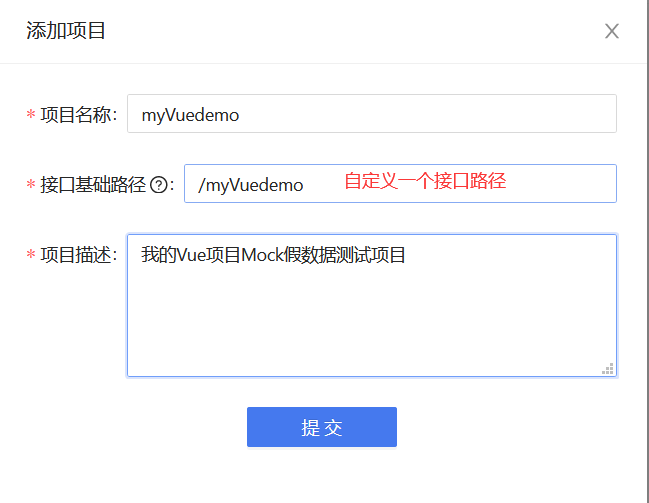 添加项目
* 项目名称: myVuedemo
* 接口基础路径?: /myVuedemo 自定义一个接口路径
* 项目描述: 我的Vue项目Mock假数据测试项目
提 交